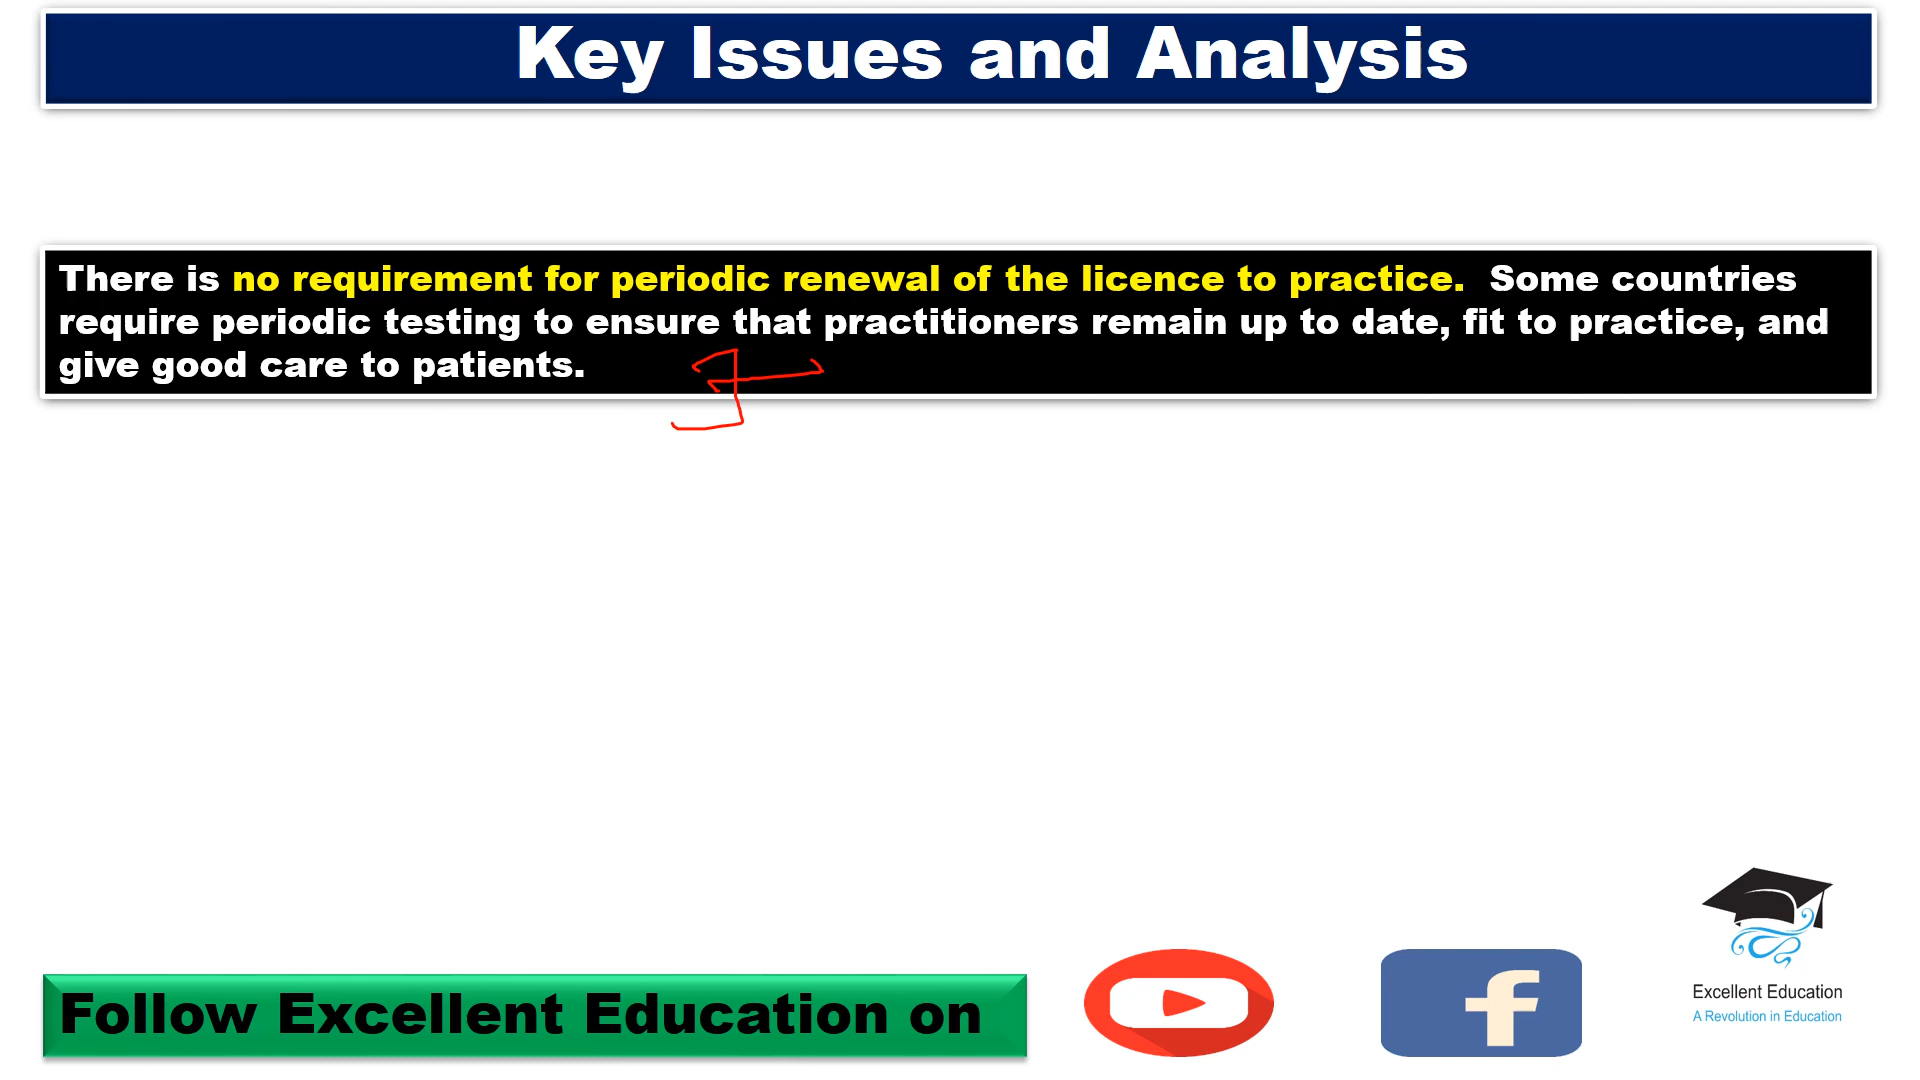 Key Issues and Analysis
There is no requirement for periodic renewal of the licence to practice. Some countries
require periodic testing to ensure that practitioners remain up to date, fit to practice, and
give good care to patients.
Follow Excellent Education on
f
Excellent Education
A Revolution in Education